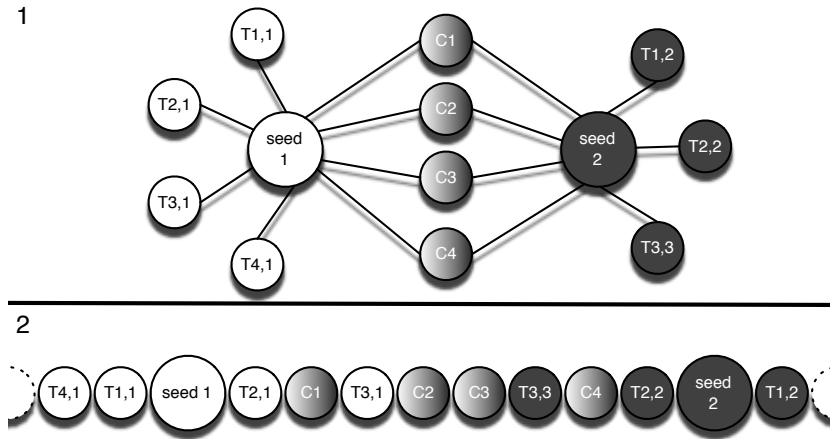 1
T1,1
C1
T1,2
T2,1
C2
seed
1
seed
2
T2,2
C3
T3,1
T4,1
C4
T3,3
2
T4,1 T1,1 seed 1 T2,1 C1 T3,1 C2 C3 T3,3 C4 T2,2 seed
2 T1,2